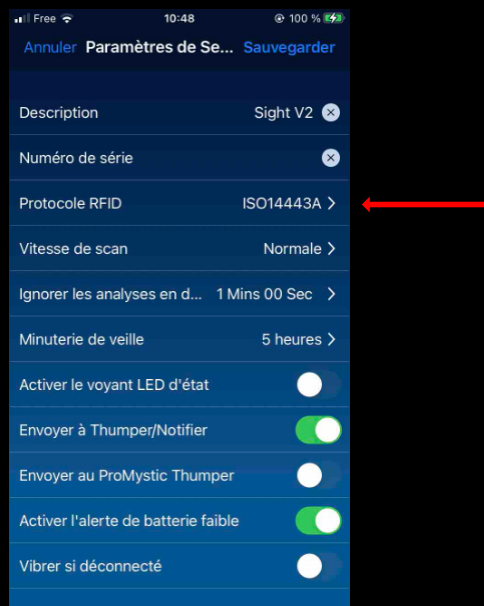 Free 10:48 100 %
Annuler Paramètres de Se... Sauvegarder
Description Sight V2
Numéro de série
Protocole RFID ISO14443A
Vitesse de scan Normale
Ignorer les analyses en d... 1 Mins 00 Sec
Minuterie de veille 5 heures
Activer le voyant LED d'état
Envoyer à Thumper/Notifier
Envoyer au ProMystic Thumper
Activer l'alerte de batterie faible
Vibrer si déconnecté